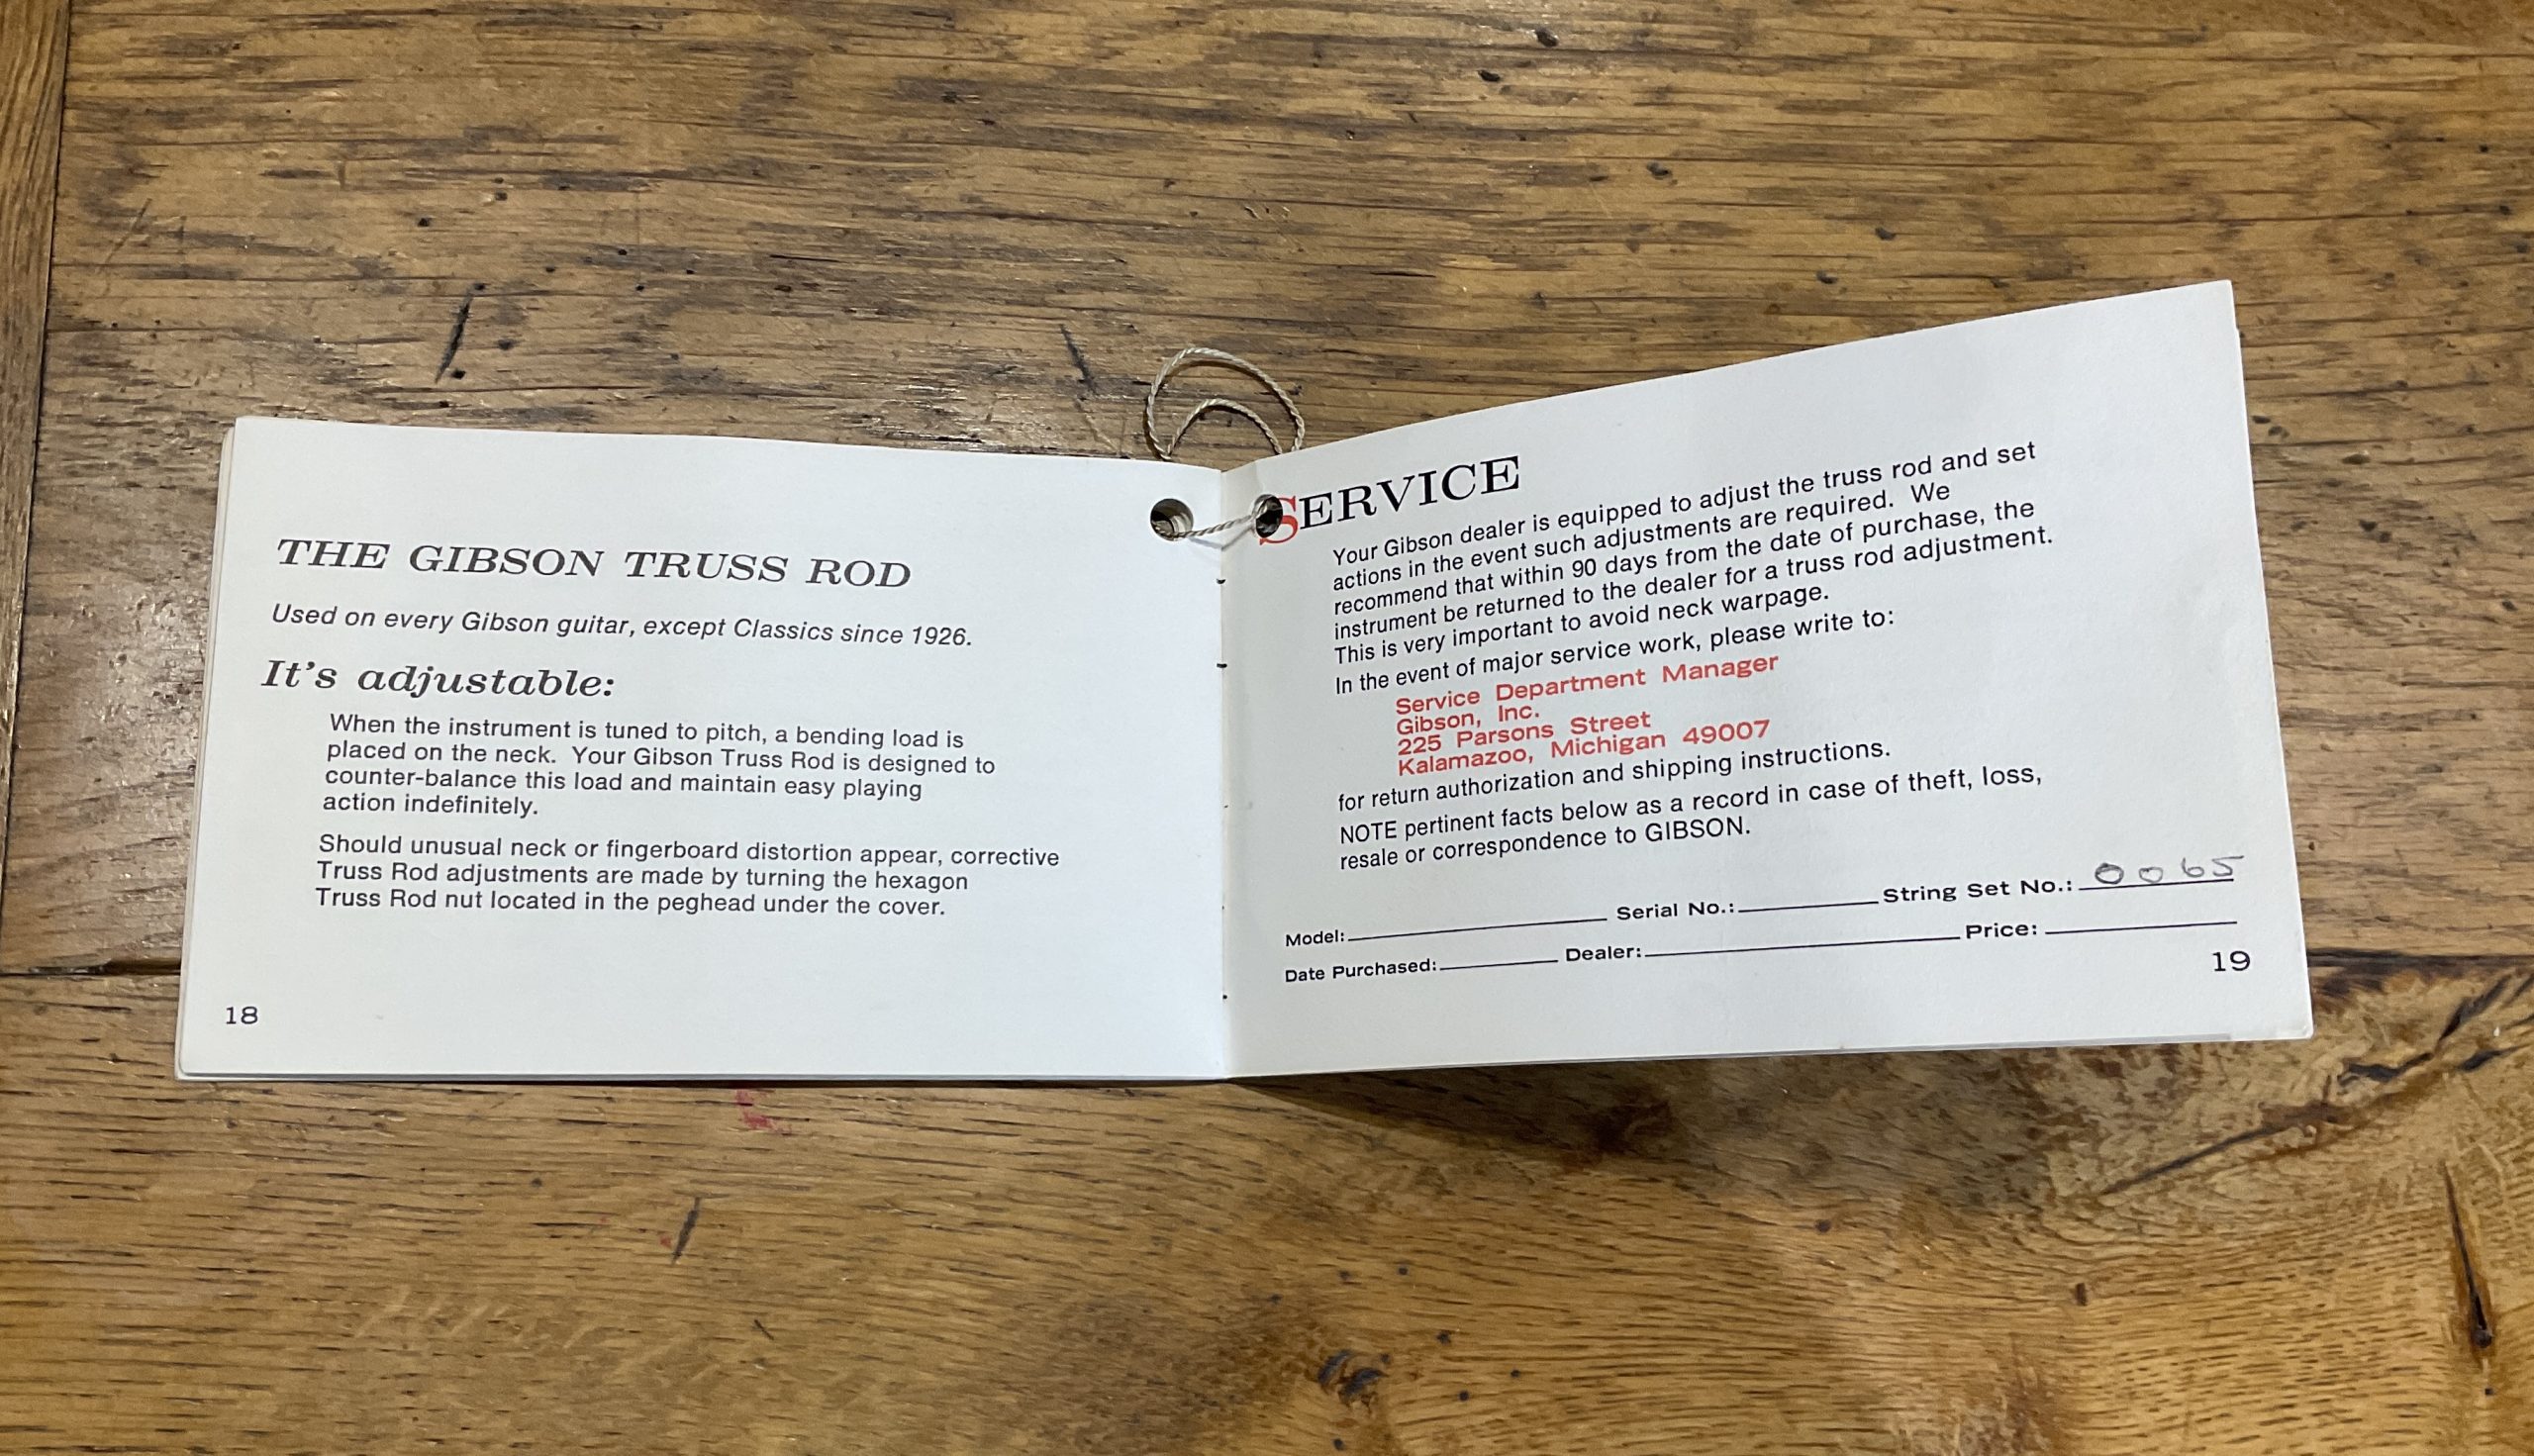 THE GIBSON TRUSS ROD
Used on every Gibson guitar, except Classics since 1926.
It's adjustable:
When the instrument is tuned to pitch, a bending load is
placed on the neck. Your Gibson Truss Rod is designed to
counter-balance this load and maintain easy playing
action indefinitely.
Should unusual neck or fingerboard distortion appear, corrective
Truss Rod adjustments are made by turning the hexagon
Truss Rod nut located in the peghead under the cover.
18
SERVICE
Your Gibson dealer is equipped to adjust the truss rod and set
actions in the event such adjustments are required. We
recommend that within 90 days from the date of purchase, the
instrument be returned to the dealer for a truss rod adjustment.
This is very important to avoid neck warpage.
In the event of major service work, please write to:
Service Department Manager
Gibson, Inc.
225 Parsons Street
Kalamazoo, Michigan 49007
for return authorization and shipping instructions.
NOTE pertinent facts below as a record in case of theft, loss,
resale or correspondence to GIBSON.
Model: Serial No.: String Set No.: 0065
Date Purchased: Dealer: Price:
19